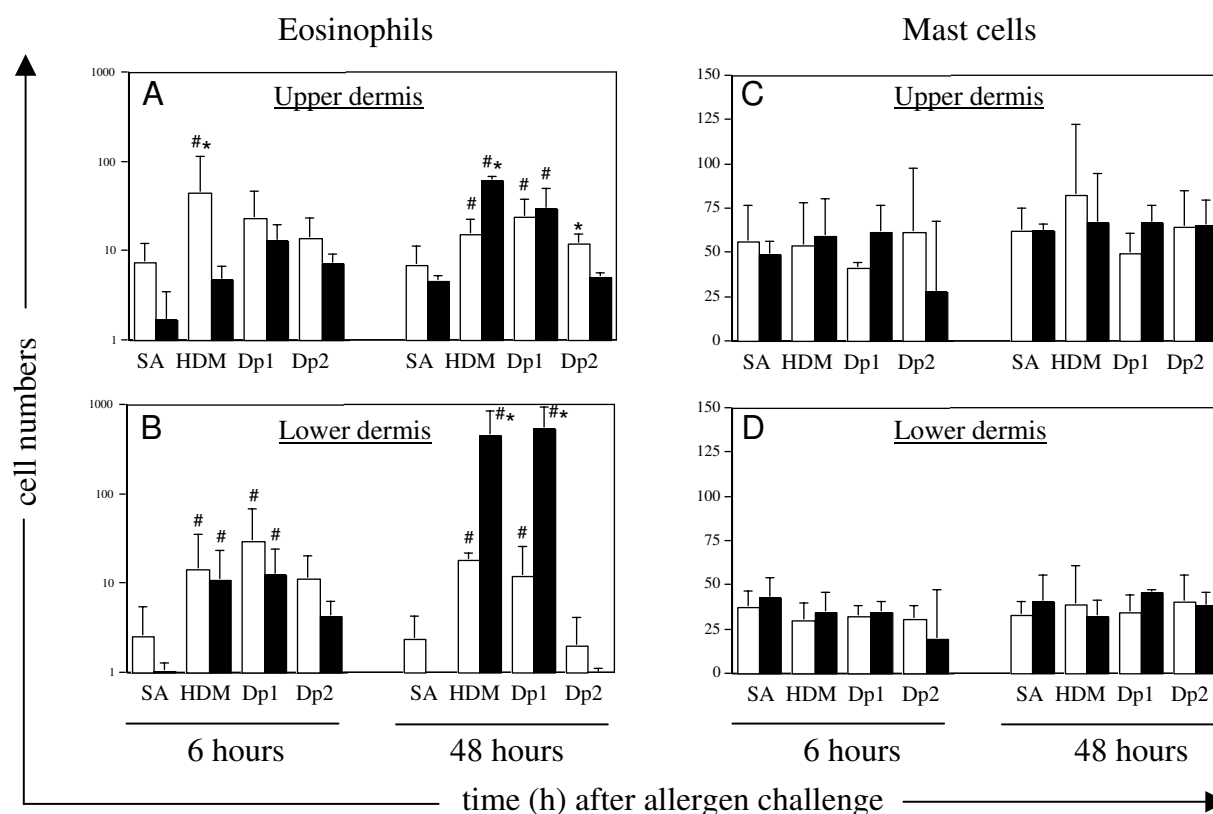 Eosinophils
Mast cells
A
Upper dermis
1000
100
10
1
#*
#
#*
#
#
*
SA HDM Dp1 Dp2 SA HDM Dp1 Dp2
C
Upper dermis
150
125
100
75
50
25
0
SA HDM Dp1 Dp2 SA HDM Dp1 Dp2
B
Lower dermis
1000
100
10
1
#
#
#
#
#
#*
#
#*
SA HDM Dp1 Dp2 SA HDM Dp1 Dp2
D
Lower dermis
150
125
100
75
50
25
0
SA HDM Dp1 Dp2 SA HDM Dp1 Dp2
6 hours 48 hours 6 hours 48 hours
cell numbers
time (h) after allergen challenge